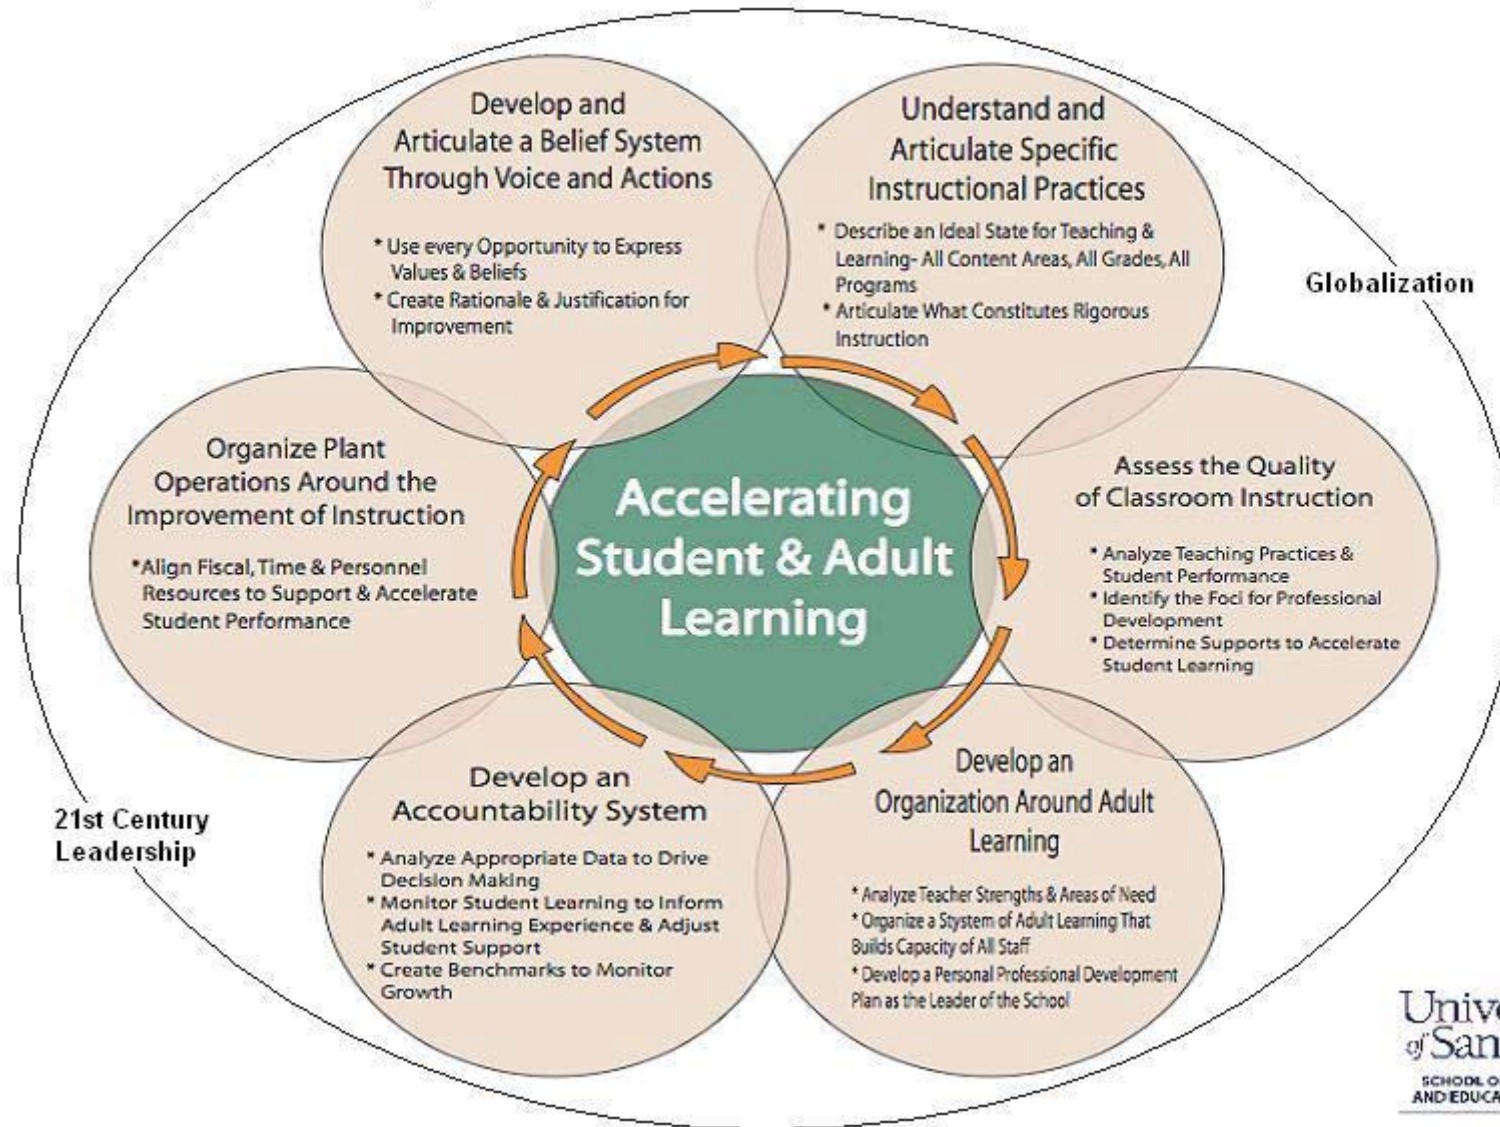 Develop and
Articulate a Belief System
Through Voice and Actions
* Use every Opportunity to Express
Values & Beliefs
* Create Rationale & Justification for
Improvement
Understand and
Articulate Specific
Instructional Practices
* Describe an Ideal State for Teaching &
Learning- All Content Areas, All Grades, All
Programs
* Articulate What Constitutes Rigorous
Instruction
Globalization
Assess the Quality
of Classroom Instruction
* Analyze Teaching Practices &
Student Performance
* Identify the Foci for Professional
Development
* Determine Supports to Accelerate
Student Learning
Develop an
Organization Around Adult
Learning
* Analyze Teacher Strengths & Areas of Need
* Organize a Stystem of Adult Learning That
Builds Capacity of All Staff
* Develop a Personal Professional Development
Plan as the Leader of the School
Develop an
Accountability System
* Analyze Appropriate Data to Drive
Decision Making
* Monitor Student Learning to Inform
Adult Learning Experience & Adjust
Student Support
* Create Benchmarks to Monitor
Growth
21st Century
Leadership
Organize Plant
Operations Around the
Improvement of Instruction
*Align Fiscal, Time & Personnel
Resources to Support & Accelerate
Student Performance
Accelerating
Student & Adult
Learning
of San
SCHOOL
AND